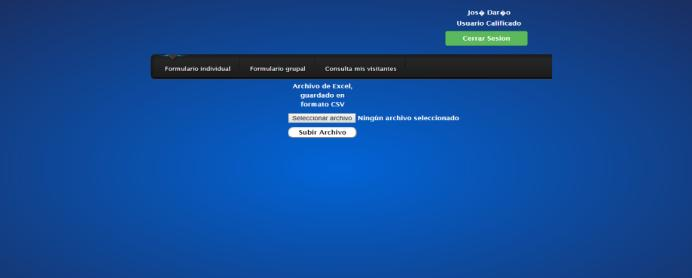 Jos� Dar�o
Usuario Calificado
Cerrar Sesion
Formulario individual Formulario grupal Consulta mis visitantes
Archivo de Excel,
guardado en
formato CSV
Seleccionar archivo Ningún archivo seleccionado
Subir Archivo